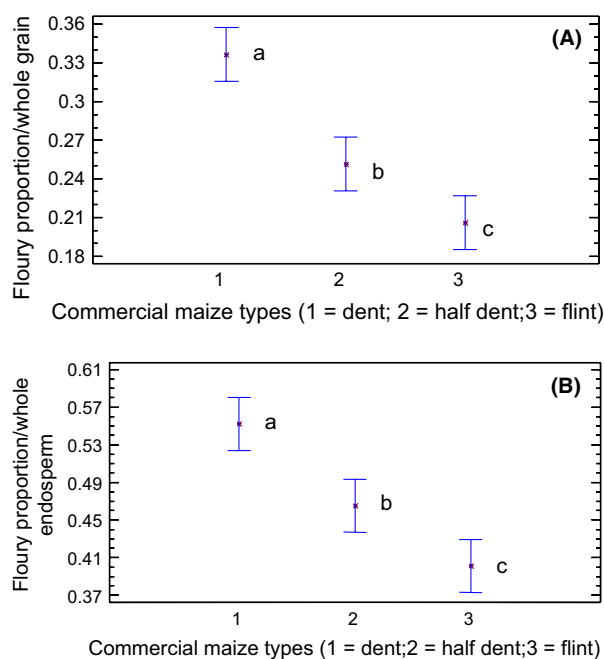 (A)
Floury proportion/whole grain
0.36
0.33
0.3
0.27
0.24
0.21
0.18
a
b
c
1 2 3
Commercial maize types (1 = dent; 2 = half dent;3 = flint)
(B)
Floury proportion/whole
endosperm
0.61
0.57
0.53
0.49
0.45
0.41
0.37
a
b
c
1 2 3
Commercial maize types (1 = dent;2 = half dent;3 = flint)